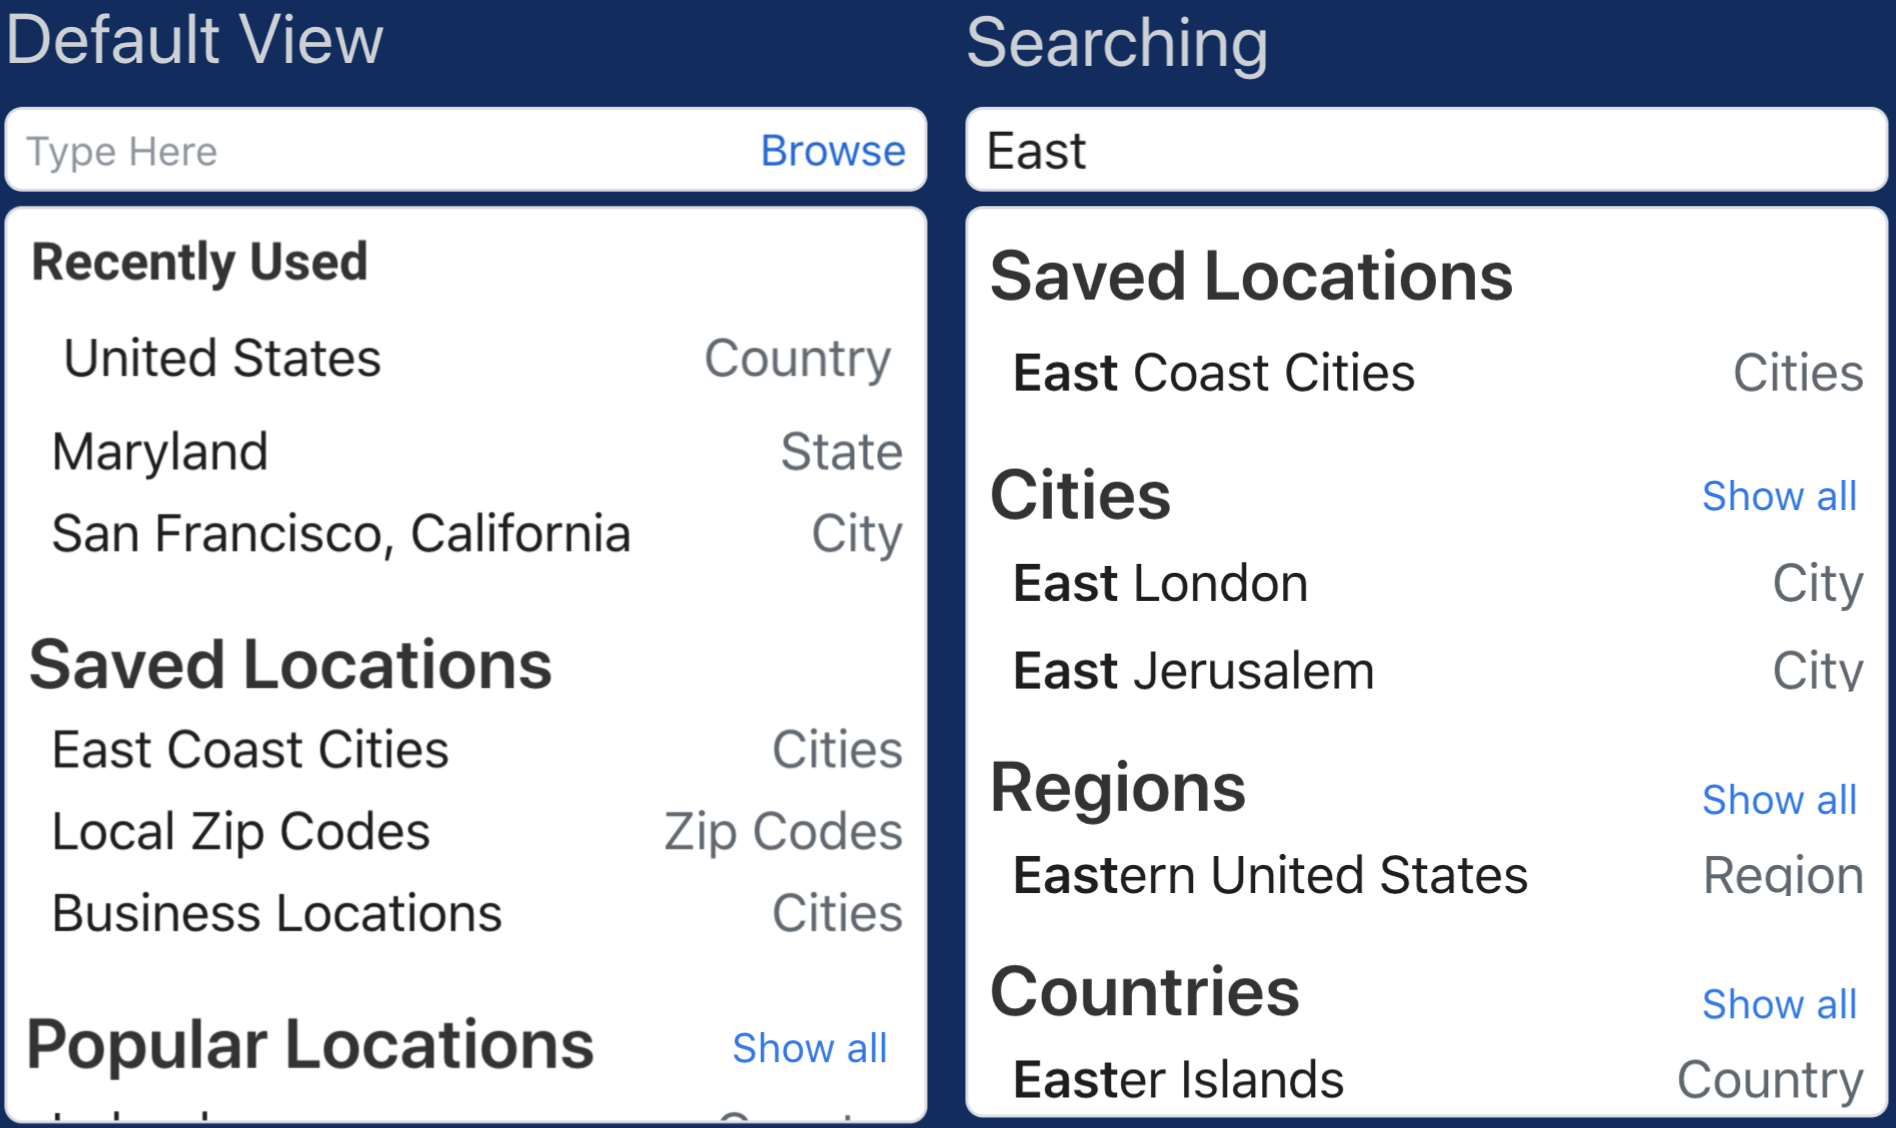 Default View
Type Here Browse
Recently Used
United States Country
Maryland State
San Francisco, California City
Saved Locations
East Coast Cities Cities
Local Zip Codes Zip Codes
Business Locations Cities
Popular Locations Show all
Searching
East
Saved Locations
East Coast Cities Cities
Cities Show all
East London City
East Jerusalem City
Regions Show all
Eastern United States Region
Countries Show all
Easter Islands Country